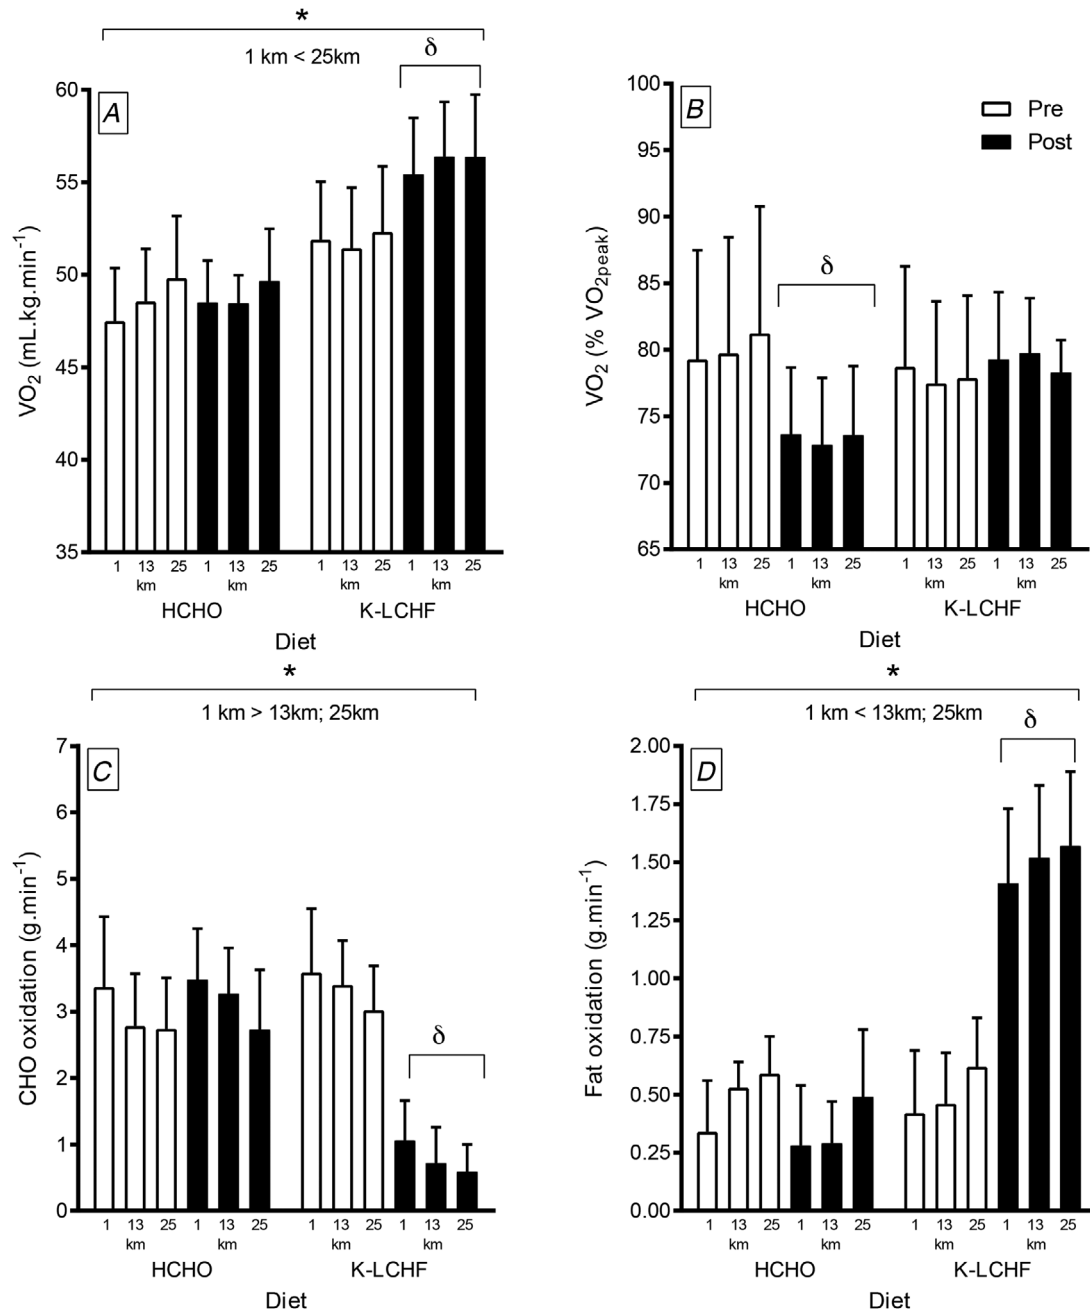 *
1 km < 25km
δ
A
60
55
50
45
40
35
VO2 (mL.kg.min-1)
1 13 25 1 13 25 1 13 25 1 13 25
km km km km
HCHO K-LCHF
Diet
B
Pre
Post
100
95
90
85
80
75
70
65
δ
VO2 (% VO2peak)
1 13 25 1 13 25 1 13 25 1 13 25
km km km km
HCHO K-LCHF
Diet
*
1 km > 13km; 25km
C
7
6
5
4
3
2
1
0
δ
CHO oxidation (g.min-1)
1 13 25 1 13 25 1 13 25 1 13 25
km km km km
HCHO K-LCHF
Diet
*
1 km < 13km; 25km
δ
D
2.00
1.75
1.50
1.25
1.00
0.75
0.50
0.25
0.00
Fat oxidation (g.min-1)
1 13 25 1 13 25 1 13 25 1 13 25
km km km km
HCHO K-LCHF
Diet